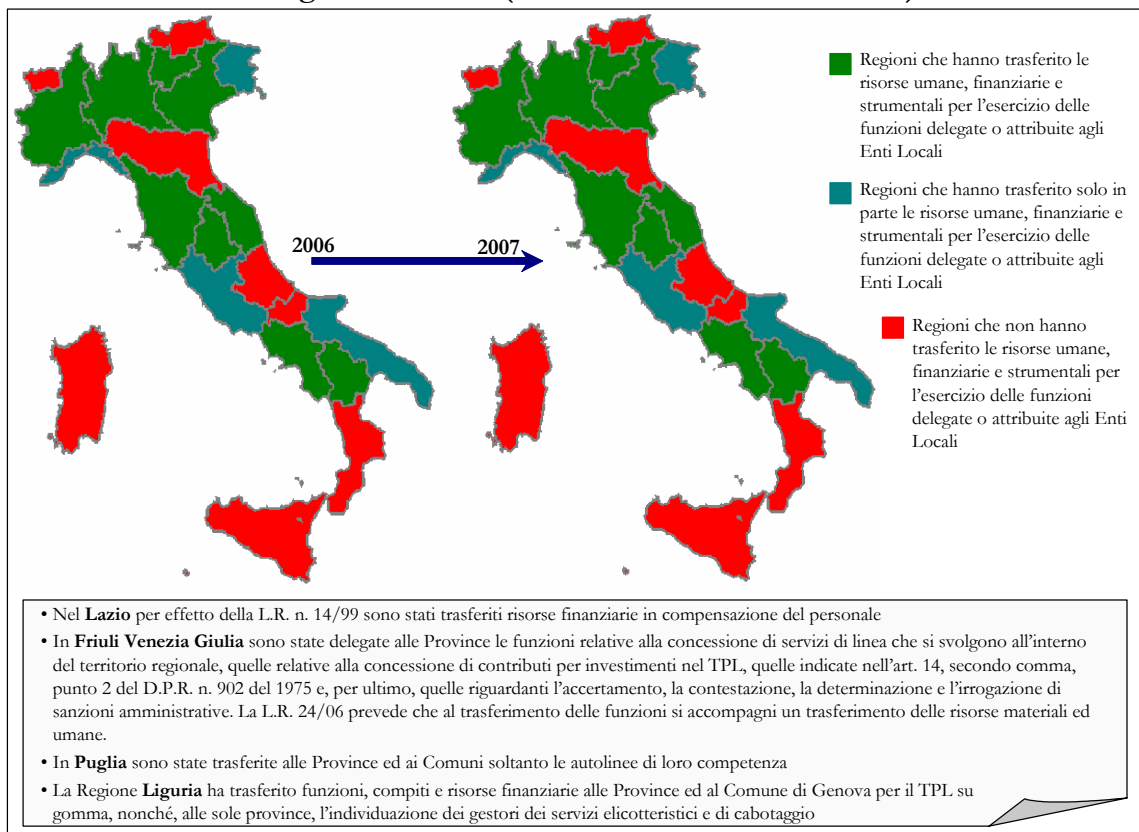 Regioni che hanno trasferito le
risorse umane, finanziarie e
strumentali per l'esercizio delle
funzioni delegate o attribuite agli
Enti Locali
Regioni che hanno trasferito solo in
parte le risorse umane, finanziarie e
strumentali per l'esercizio delle
funzioni delegate o attribuite agli
Enti Locali
2006
2007
Regioni che non hanno
trasferito le risorse umane,
finanziarie e strumentali per
l'esercizio delle funzioni
delegate o attribuite agli Enti
Locali
• Nel Lazio per effetto della L.R. n. 14/99 sono stati trasferiti risorse finanziarie in compensazione del personale
• In Friuli Venezia Giulia sono state delegate alle Province le funzioni relative alla concessione di servizi di linea che si svolgono all'interno
del territorio regionale, quelle relative alla concessione di contributi per investimenti nel TPL, quelle indicate nell'art. 14, secondo comma,
punto 2 del D.P.R. n. 902 del 1975 e, per ultimo, quelle riguardanti l'accertamento, la contestazione, la determinazione e l'irrogazione di
sanzioni amministrative. La L.R. 24/06 prevede che al trasferimento delle funzioni si accompagni un trasferimento delle risorse materiali ed
umane.
• In Puglia sono state trasferite alle Province ed ai Comuni soltanto le autolinee di loro competenza
• La Regione Liguria ha trasferto funzioni, compiti e risorse finanziarie alle Province ed al Comune di Genova per il TPL su
gomma, nonché, alle sole province, l'individuazione dei gestori dei servizi elicotteristici e di cabotaggio